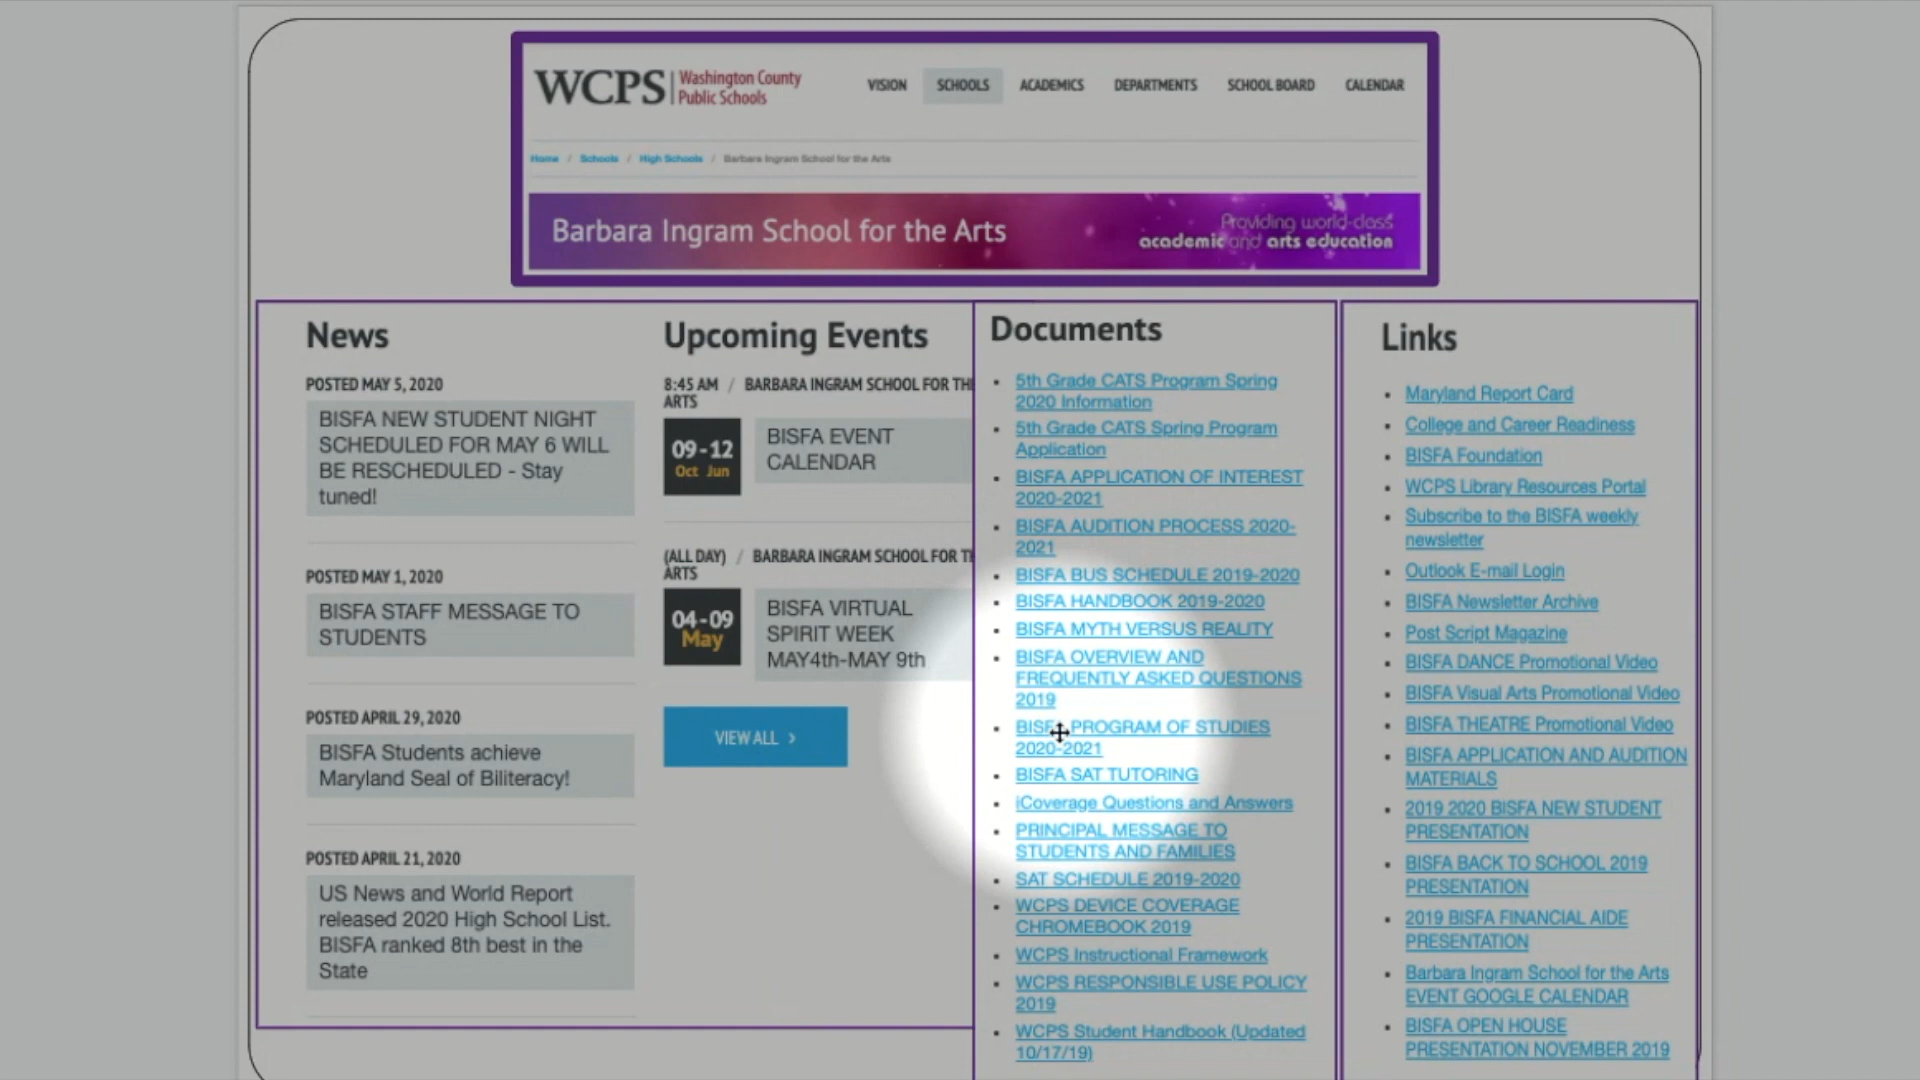 WCPS
Washington County
Public Schools
VISION
SCHOOLS
ACADEMICS
DEPARTMENTS
SCHOOL BOARD
CALENDAR
Home / Schools / High Schools / Barbara Ingram School for the Arts
Barbara Ingram School for the Arts
Providing world-class
academic and arts education
News
POSTED MAY 5, 2020
BISFA NEW STUDENT NIGHT
SCHEDULED FOR MAY 6 WILL
BE RESCHEDULED - Stay
tuned!
POSTED MAY 1, 2020
BISFA STAFF MESSAGE TO
STUDENTS
POSTED APRIL 29, 2020
BISFA Students achieve
Maryland Seal of Biliteracy!
POSTED APRIL 21, 2020
US News and World Report
released 2020 High School List.
BISFA ranked 8th best in the
State
Upcoming Events
8:45 AM / BARBARA INGRAM SCHOOL FOR TH
ARTS
09-12
Oct Jun
BISFA EVENT
CALENDAR
(ALL DAY) / BARBARA INGRAM SCHOOL FOR TH
ARTS
04-09
May
BISFA VIRTUAL
SPIRIT WEEK
MAY4th-MAY 9th
VIEW ALL >
Documents
5th Grade CATS Program Spring
2020 Information
5th Grade CATS Spring Program
Application
BISFA APPLICATION OF INTEREST
2020-2021
BISFA AUDITION PROCESS 2020-
2021
BISFA BUS SCHEDULE 2019-2020
BISFA HANDBOOK 2019-2020
BISFA MYTH VERSUS REALITY
BISFA OVERVIEW AND
FREQUENTLY ASKED QUESTIONS
2019
BISFA PROGRAM OF STUDIES
2020-2021
BISFA SAT TUTORING
iCoverage Questions and Answers
PRINCIPAL MESSAGE TO
STUDENTS AND FAMILIES
SAT SCHEDULE 2019-2020
WCPS DEVICE COVERAGE
CHROMEBOOK 2019
WCPS Instructional Framework
WCPS RESPONSIBLE USE POLICY
2019
WCPS Student Handbook (Updated
10/17/19)
Links
Maryland Report Card
College and Career Readiness
BISFA Foundation
WCPS Library Resources Portal
Subscribe to the BISFA weekly
newsletter
Outlook E-mail Login
BISFA Newsletter Archive
Post Script Magazine
BISFA DANCE Promotional Video
BISFA Visual Arts Promotional Video
BISFA THEATRE Promotional Video
BISFA APPLICATION AND AUDITION
MATERIALS
2019 2020 BISFA NEW STUDENT
PRESENTATION
BISFA BACK TO SCHOOL 2019
PRESENTATION
2019 BISFA FINANCIAL AIDE
PRESENTATION
Barbara Ingram School for the Arts
EVENT GOOGLE CALENDAR
BISFA OPEN HOUSE
PRESENTATION NOVEMBER 2019